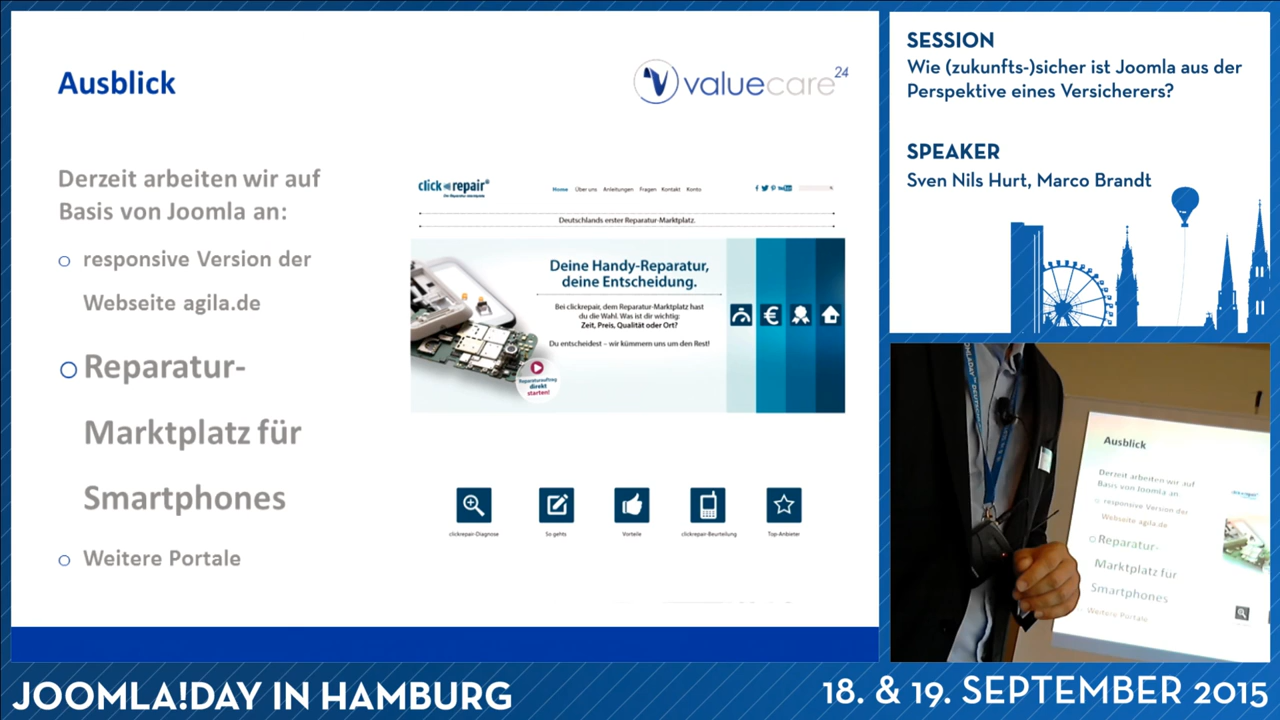 Ausblick
valuecare24
Derzeit arbeiten wir auf
Basis von Joomla an:
responsive Version der
Webseite agila.de
Reparatur-
Marktplatz für
Smartphones
Weitere Portale
click repair®
Home Über uns Anleitungen Fragen Kontakt Konto
Deutschlands erster Reparatur-Marktplatz.
Deine Handy-Reparatur,
deine Entscheidung.
Bei clickrepair, dem Reparatur-Marktplatz hast
du die Wahl. Was ist dir wichtig:
Zeit, Preis, Qualität oder Ort?
Du entscheidest – wir kümmern uns um den Rest!
Reparaturauftrag
direkt
starten!
clickrepair-Diagnose
So gehts
Vorteile
clickrepair-Beurteilung
Top-Anbieter
SESSION
Wie (zukunfts-)sicher ist Joomla aus der
Perspektive eines Versicherers?
SPEAKER
Sven Nils Hurt, Marco Brandt
Ausblick
Derzeit arbeiten wir auf
Basis von Joomla an:
responsive Version der
Webseite agila.de
Reparatur-
Marktplatz für
Smartphones
Weitere Portale
JOOMLA!DAY IN HAMBURG
18. & 19. SEPTEMBER 2015